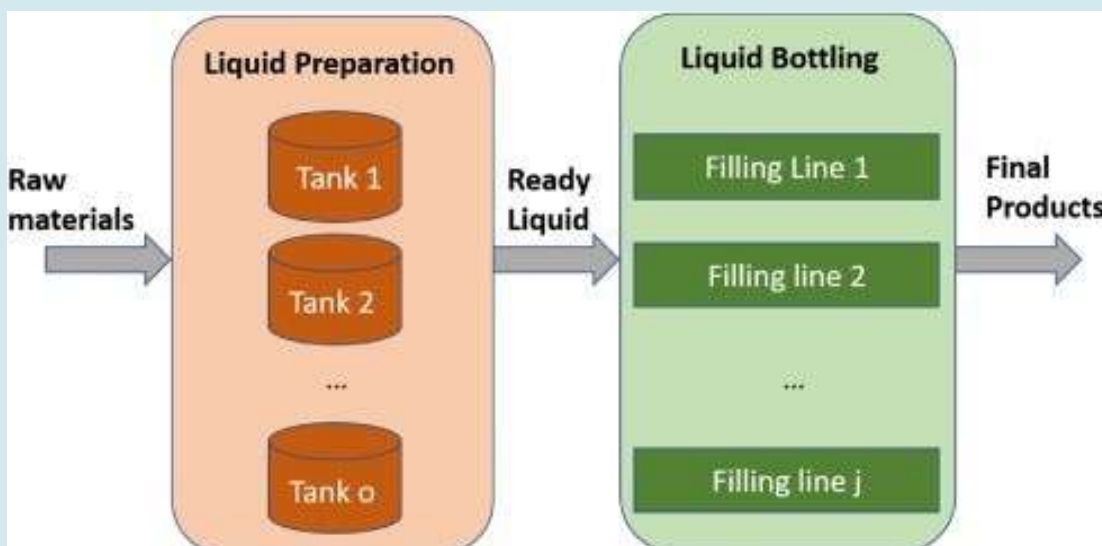 Raw
materials
Liquid Preparation
Tank 1
Tank 2
...
Tank o
Ready
Liquid
Liquid Bottling
Filling Line 1
Filling line 2
...
Filling line j
Final
Products